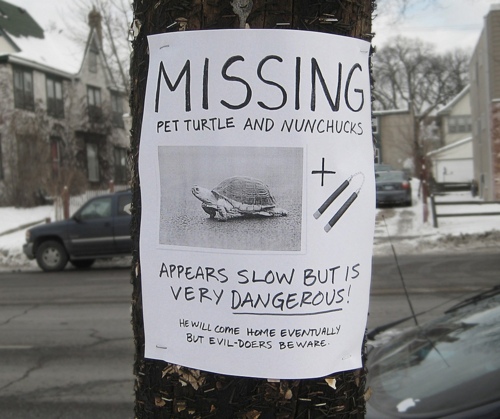 MISSING
PET TURTLE AND NUNCHUCKS
+
APPEARS SLOW BUT IS
VERY DANGEROUS!
HE WILL COME HOME EVENTUALLY
BUT EVIL-DOERS BEWARE.